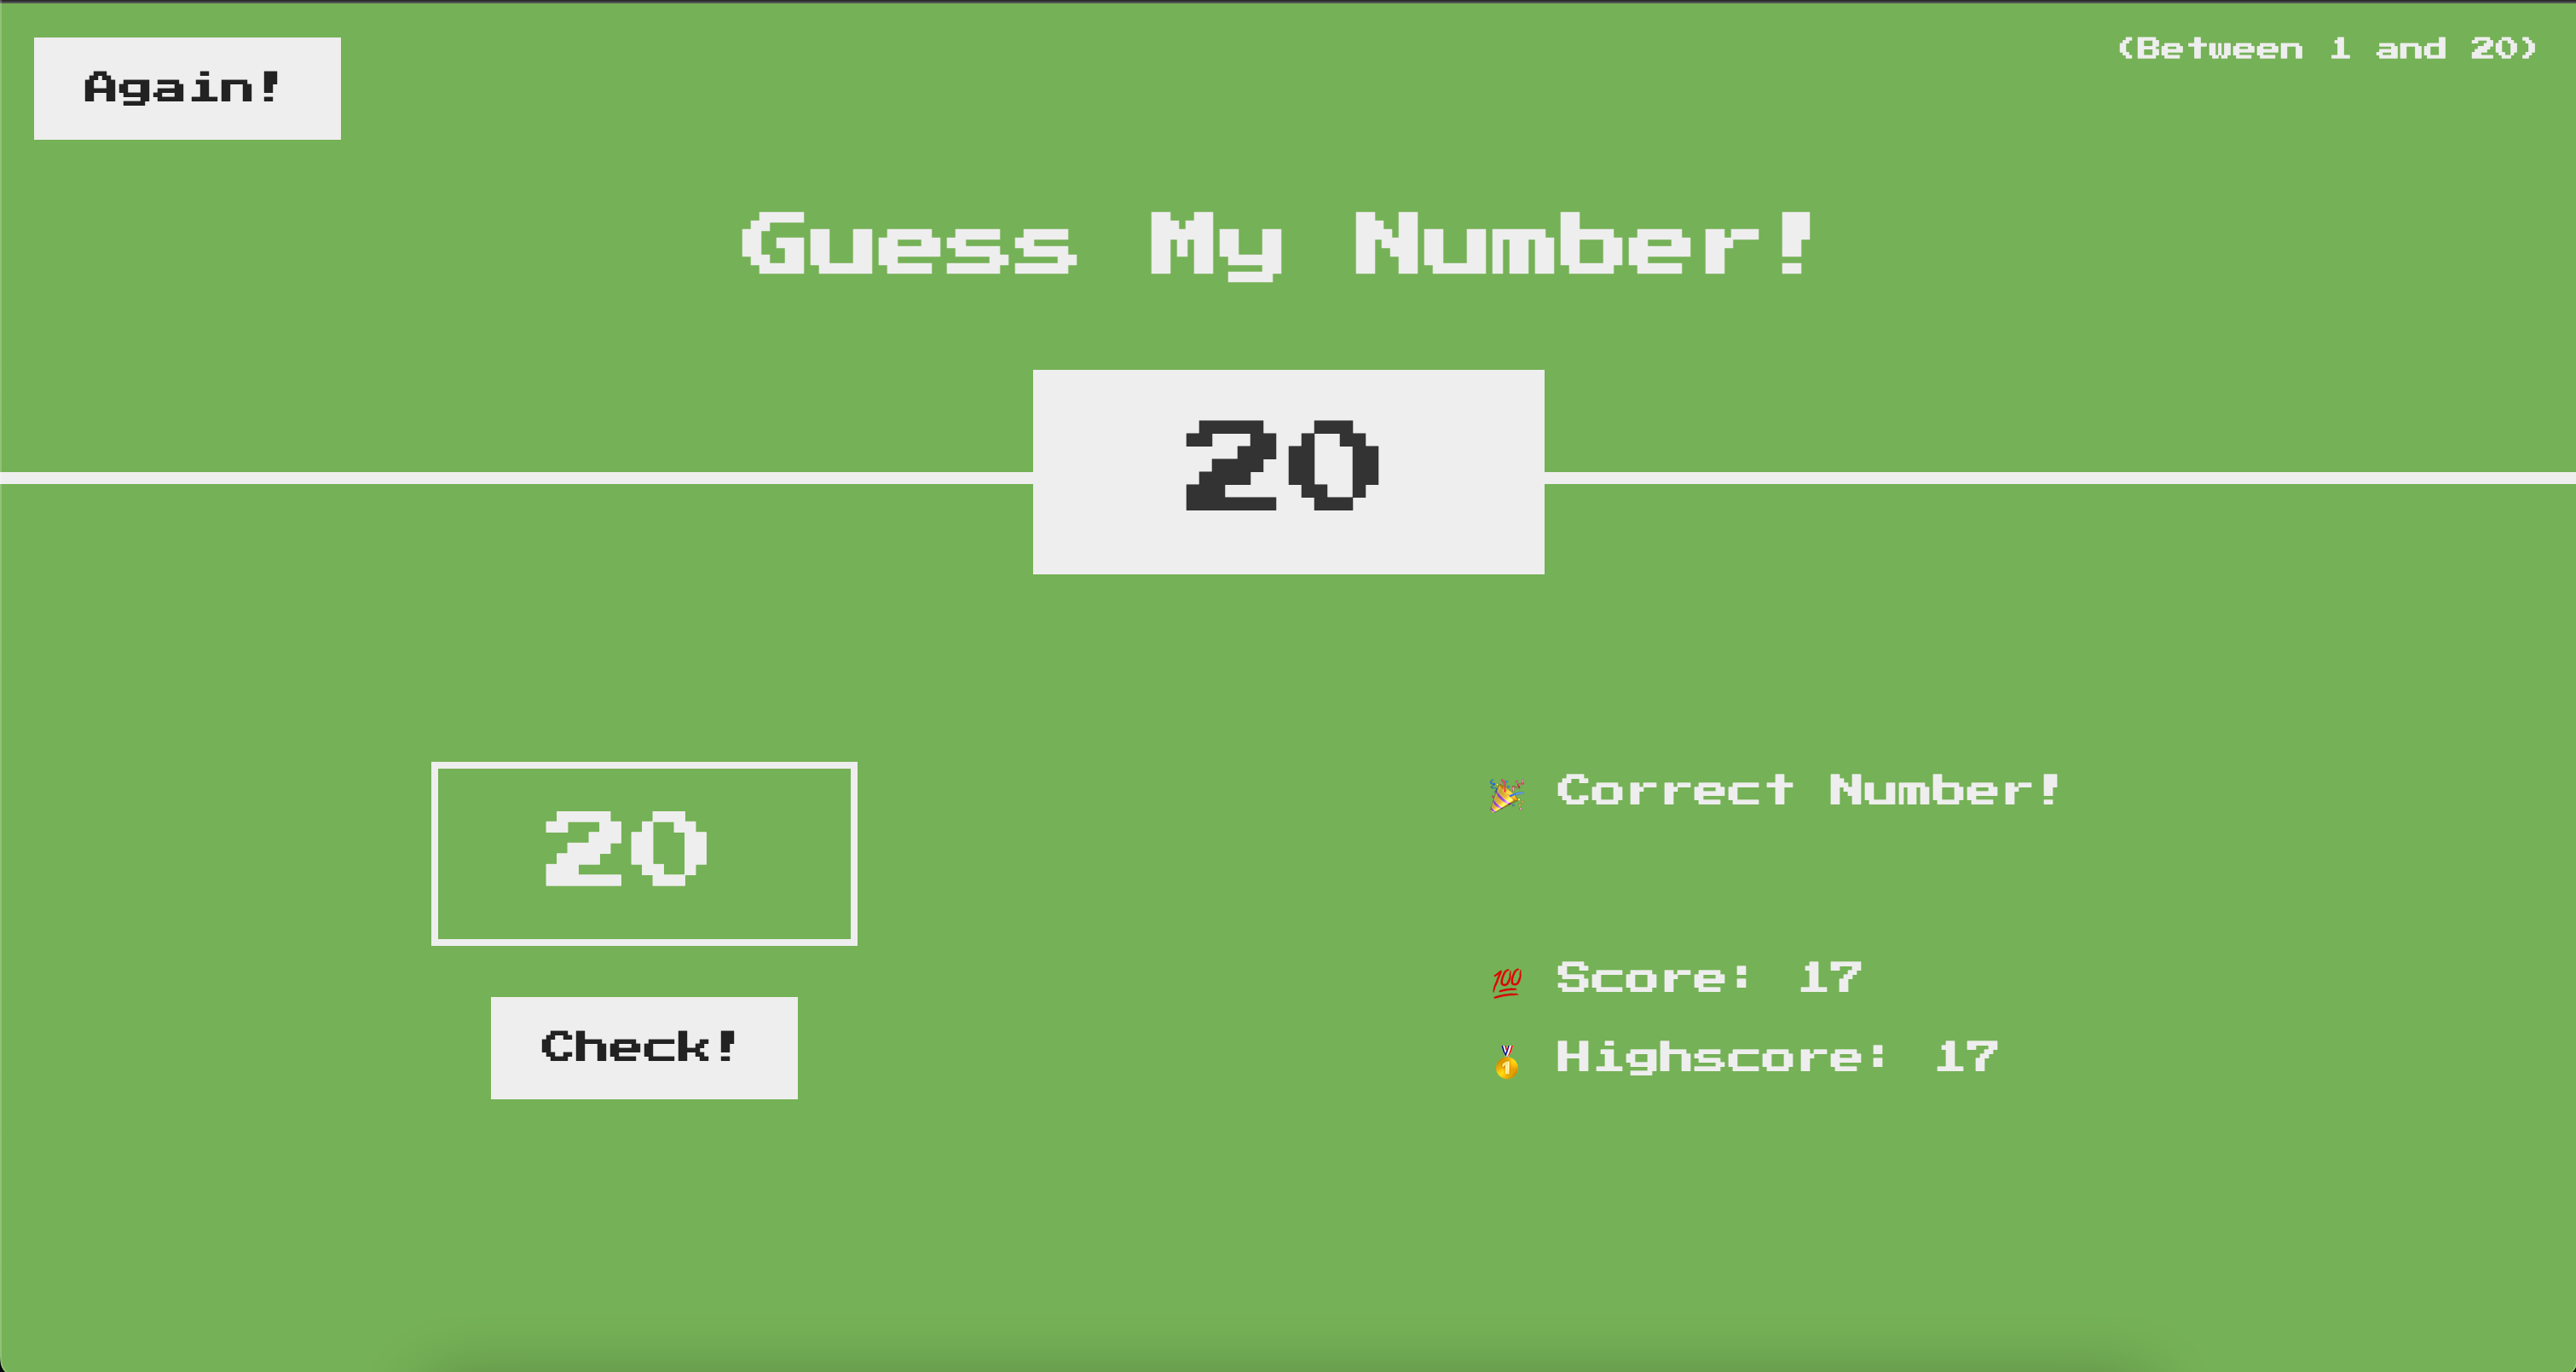 Again!
(Between 1 and 20)
Guess My Number!
20
20
Check!
🎉 Correct Number!
💯 Score: 17
🥇 Highscore: 17